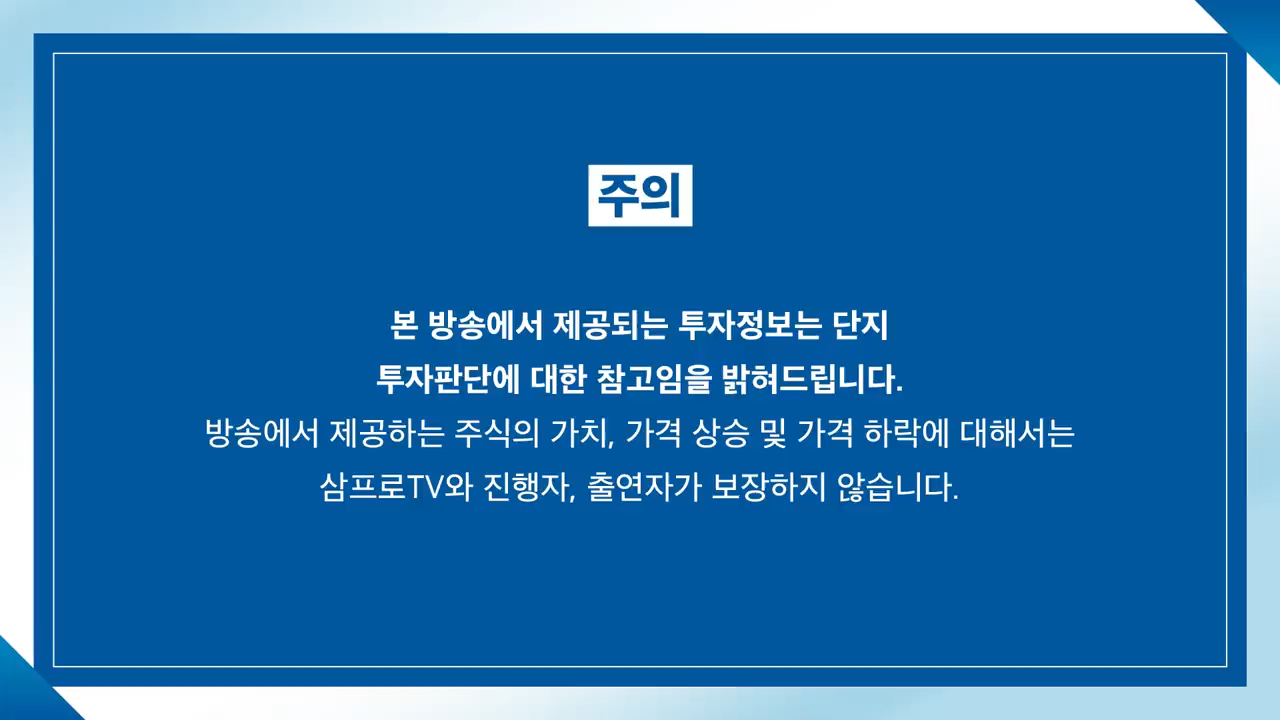 주의
본 방송에서 제공되는 투자정보는 단지
투자판단에 대한 참고임을 밝혀드립니다.
방송에서 제공하는 주식의 가치, 가격 상승 및 가격 하락에 대해서는
삼프로TV와 진행자, 출연자가 보장하지 않습니다.